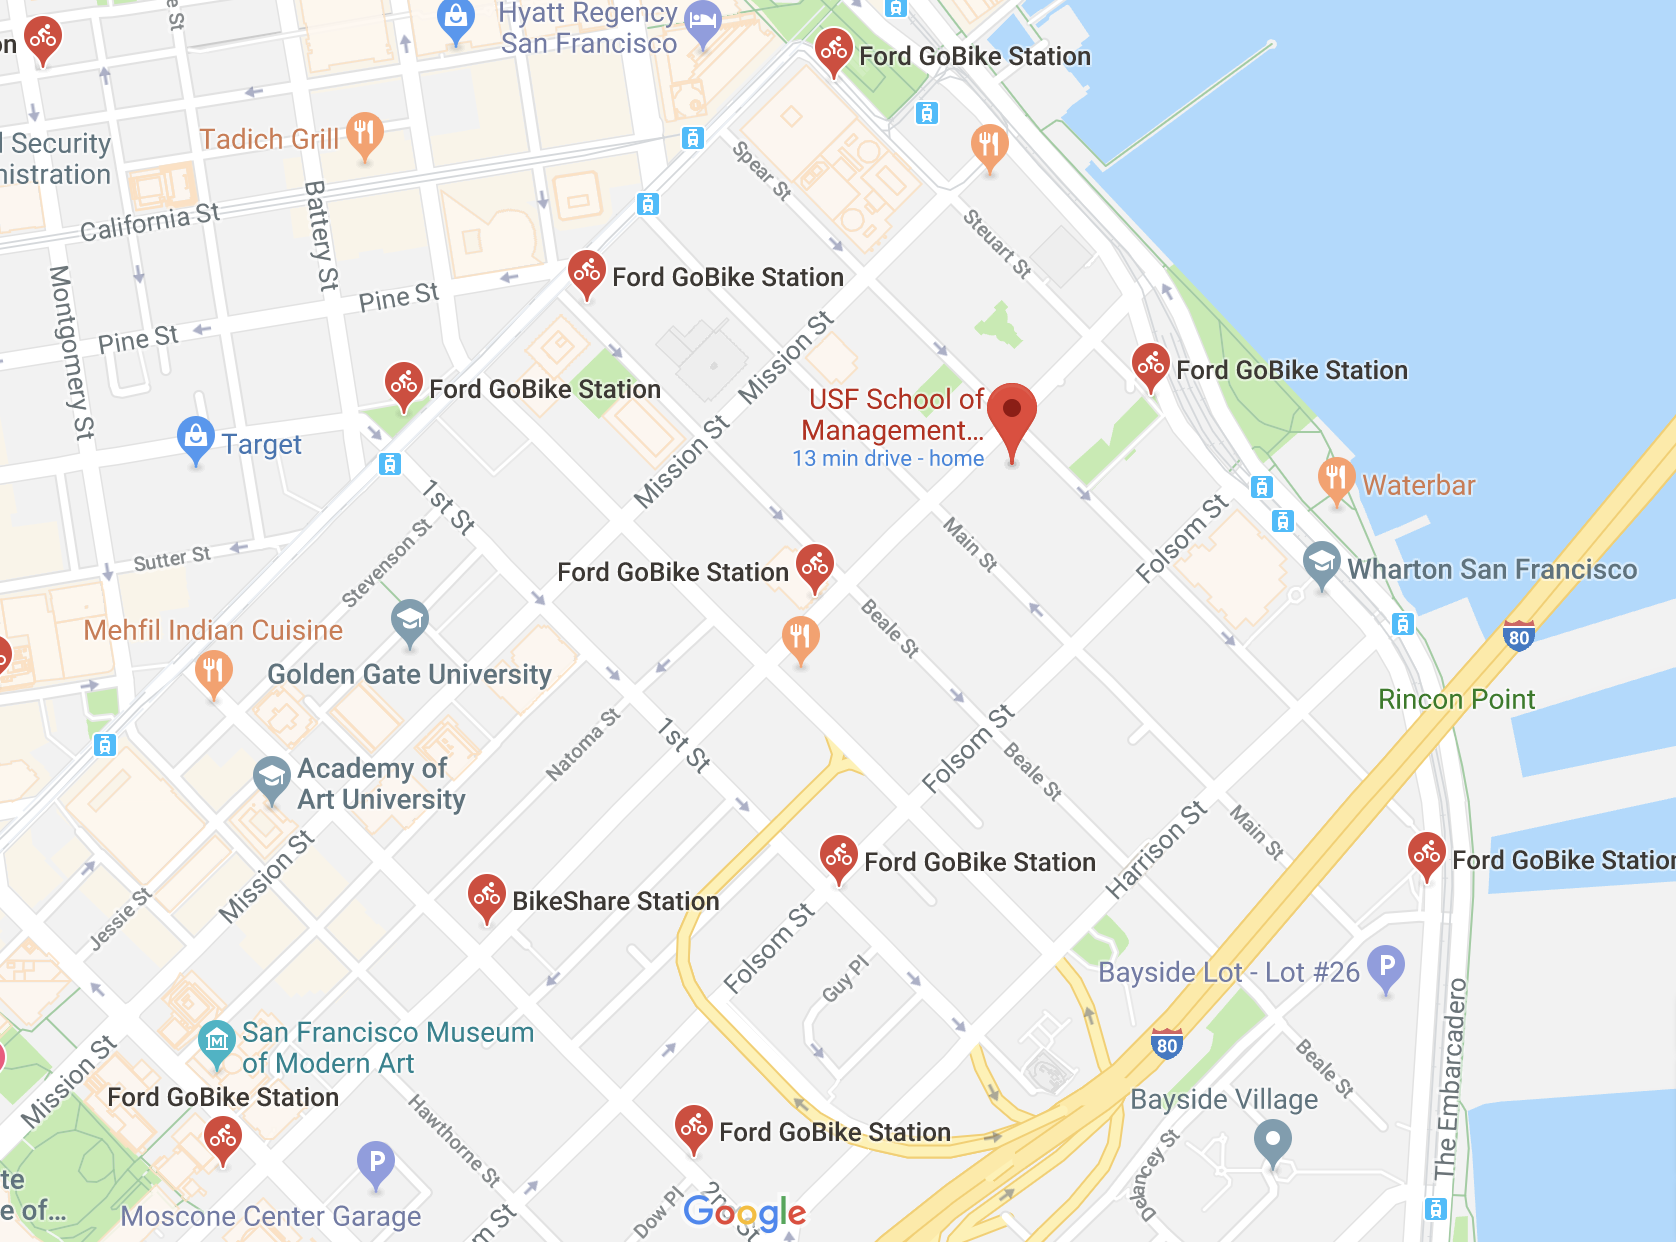 Hyatt Regency
San Francisco
Ford GoBike Station
Tadich Grill
Security
Spear St
California St
Battery St
Steuart St
Montgomery St
Pine St
Pine St
Ford GoBike Station
Mission St
Ford GoBike Station
Ford GoBike Station
USF School of
Management...
13 min drive - home
Target
Mission St
1st St
Waterbar
Folsom St
Main St
Sutter St
Stevenson St
Ford GoBike Station
Wharton San Francisco
Mehfil Indian Cuisine
Beale St
80
Golden Gate University
Rincon Point
Natoma St
1st St
Folsom St
Beale St
Academy of
Art University
Main St
Harrison St
Mission St
Ford GoBike Station
Ford GoBike Station
BikeShare Station
Jessie St
Folsom St
Guy Pl
Bayside Lot - Lot #26
P
San Francisco Museum
of Modern Art
M
80
The Embarcadero
Beale St
Mission St
Ford GoBike Station
Hawthorne St
Bayside Village
Ford GoBike Station
P
Delancey St
Moscone Center Garage
Dow Pl
2nd St
Google
e of...